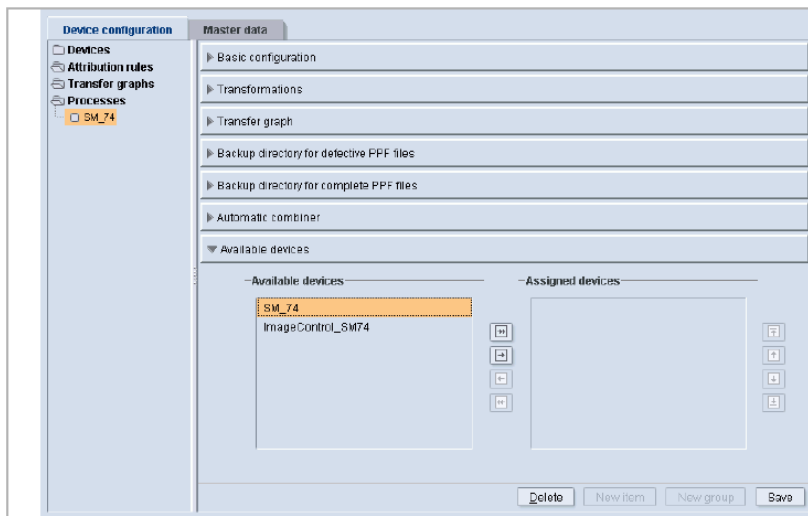 Device configuration
Master data
Devices
Attribution rules
Transfer graphs
Processes
SM_74
Basic configuration
Transformations
Transfer graph
Backup directory for defective PPF files
Backup directory for complete PPF files
Automatic combiner
Available devices
Available devices
Assigned devices
SM_74
ImageControl_SM74
Delete
New item
New group
Save